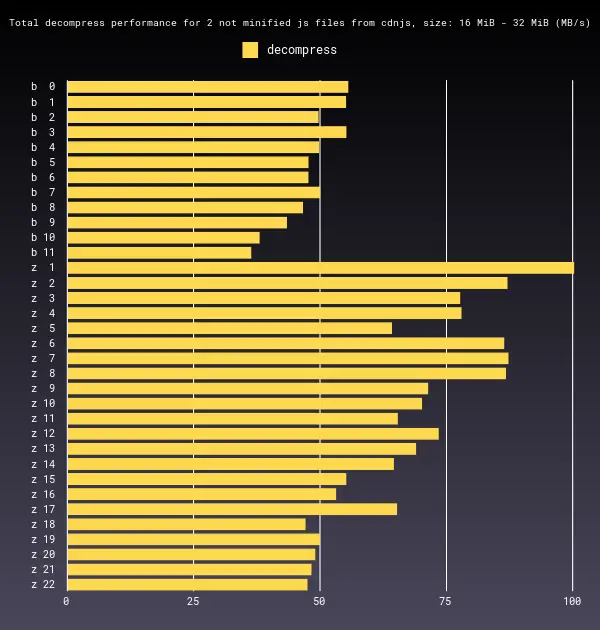 Total decompress performance for 2 not minified js files from cdnjs, size: 16 MiB - 32 MiB (MB/s)
decompress
b 0
b 1
b 2
b 3
b 4
b 5
b 6
b 7
b 8
b 9
b 10
b 11
z 1
z 2
z 3
z 4
z 5
z 6
z 7
z 8
z 9
z 10
z 11
z 12
z 13
z 14
z 15
z 16
z 17
z 18
z 19
z 20
z 21
z 22
0 25 50 75 100